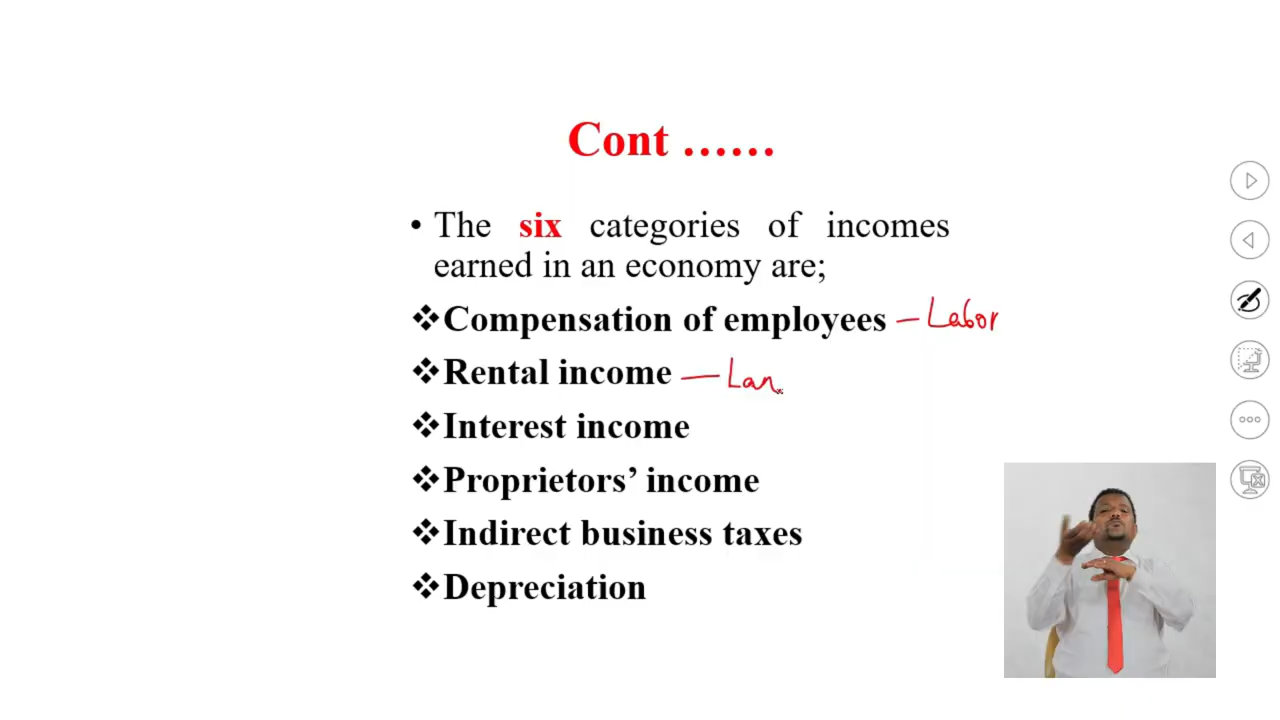 Cont ……
• The six categories of incomes
earned in an economy are;
❖Compensation of employees — Labor
❖Rental income — Lan
❖Interest income
❖Proprietors’ income
❖Indirect business taxes
❖Depreciation